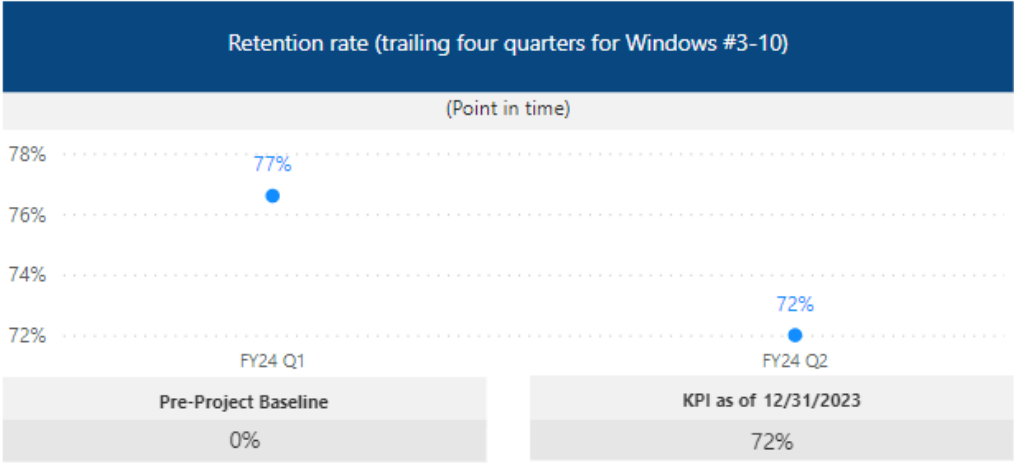 Retention rate (trailing four quarters for Windows #3-10)
(Point in time)
78%
77%
76%
74%
72%
72%
FY24 Q1
FY24 Q2
Pre-Project Baseline
KPI as of 12/31/2023
0%
72%